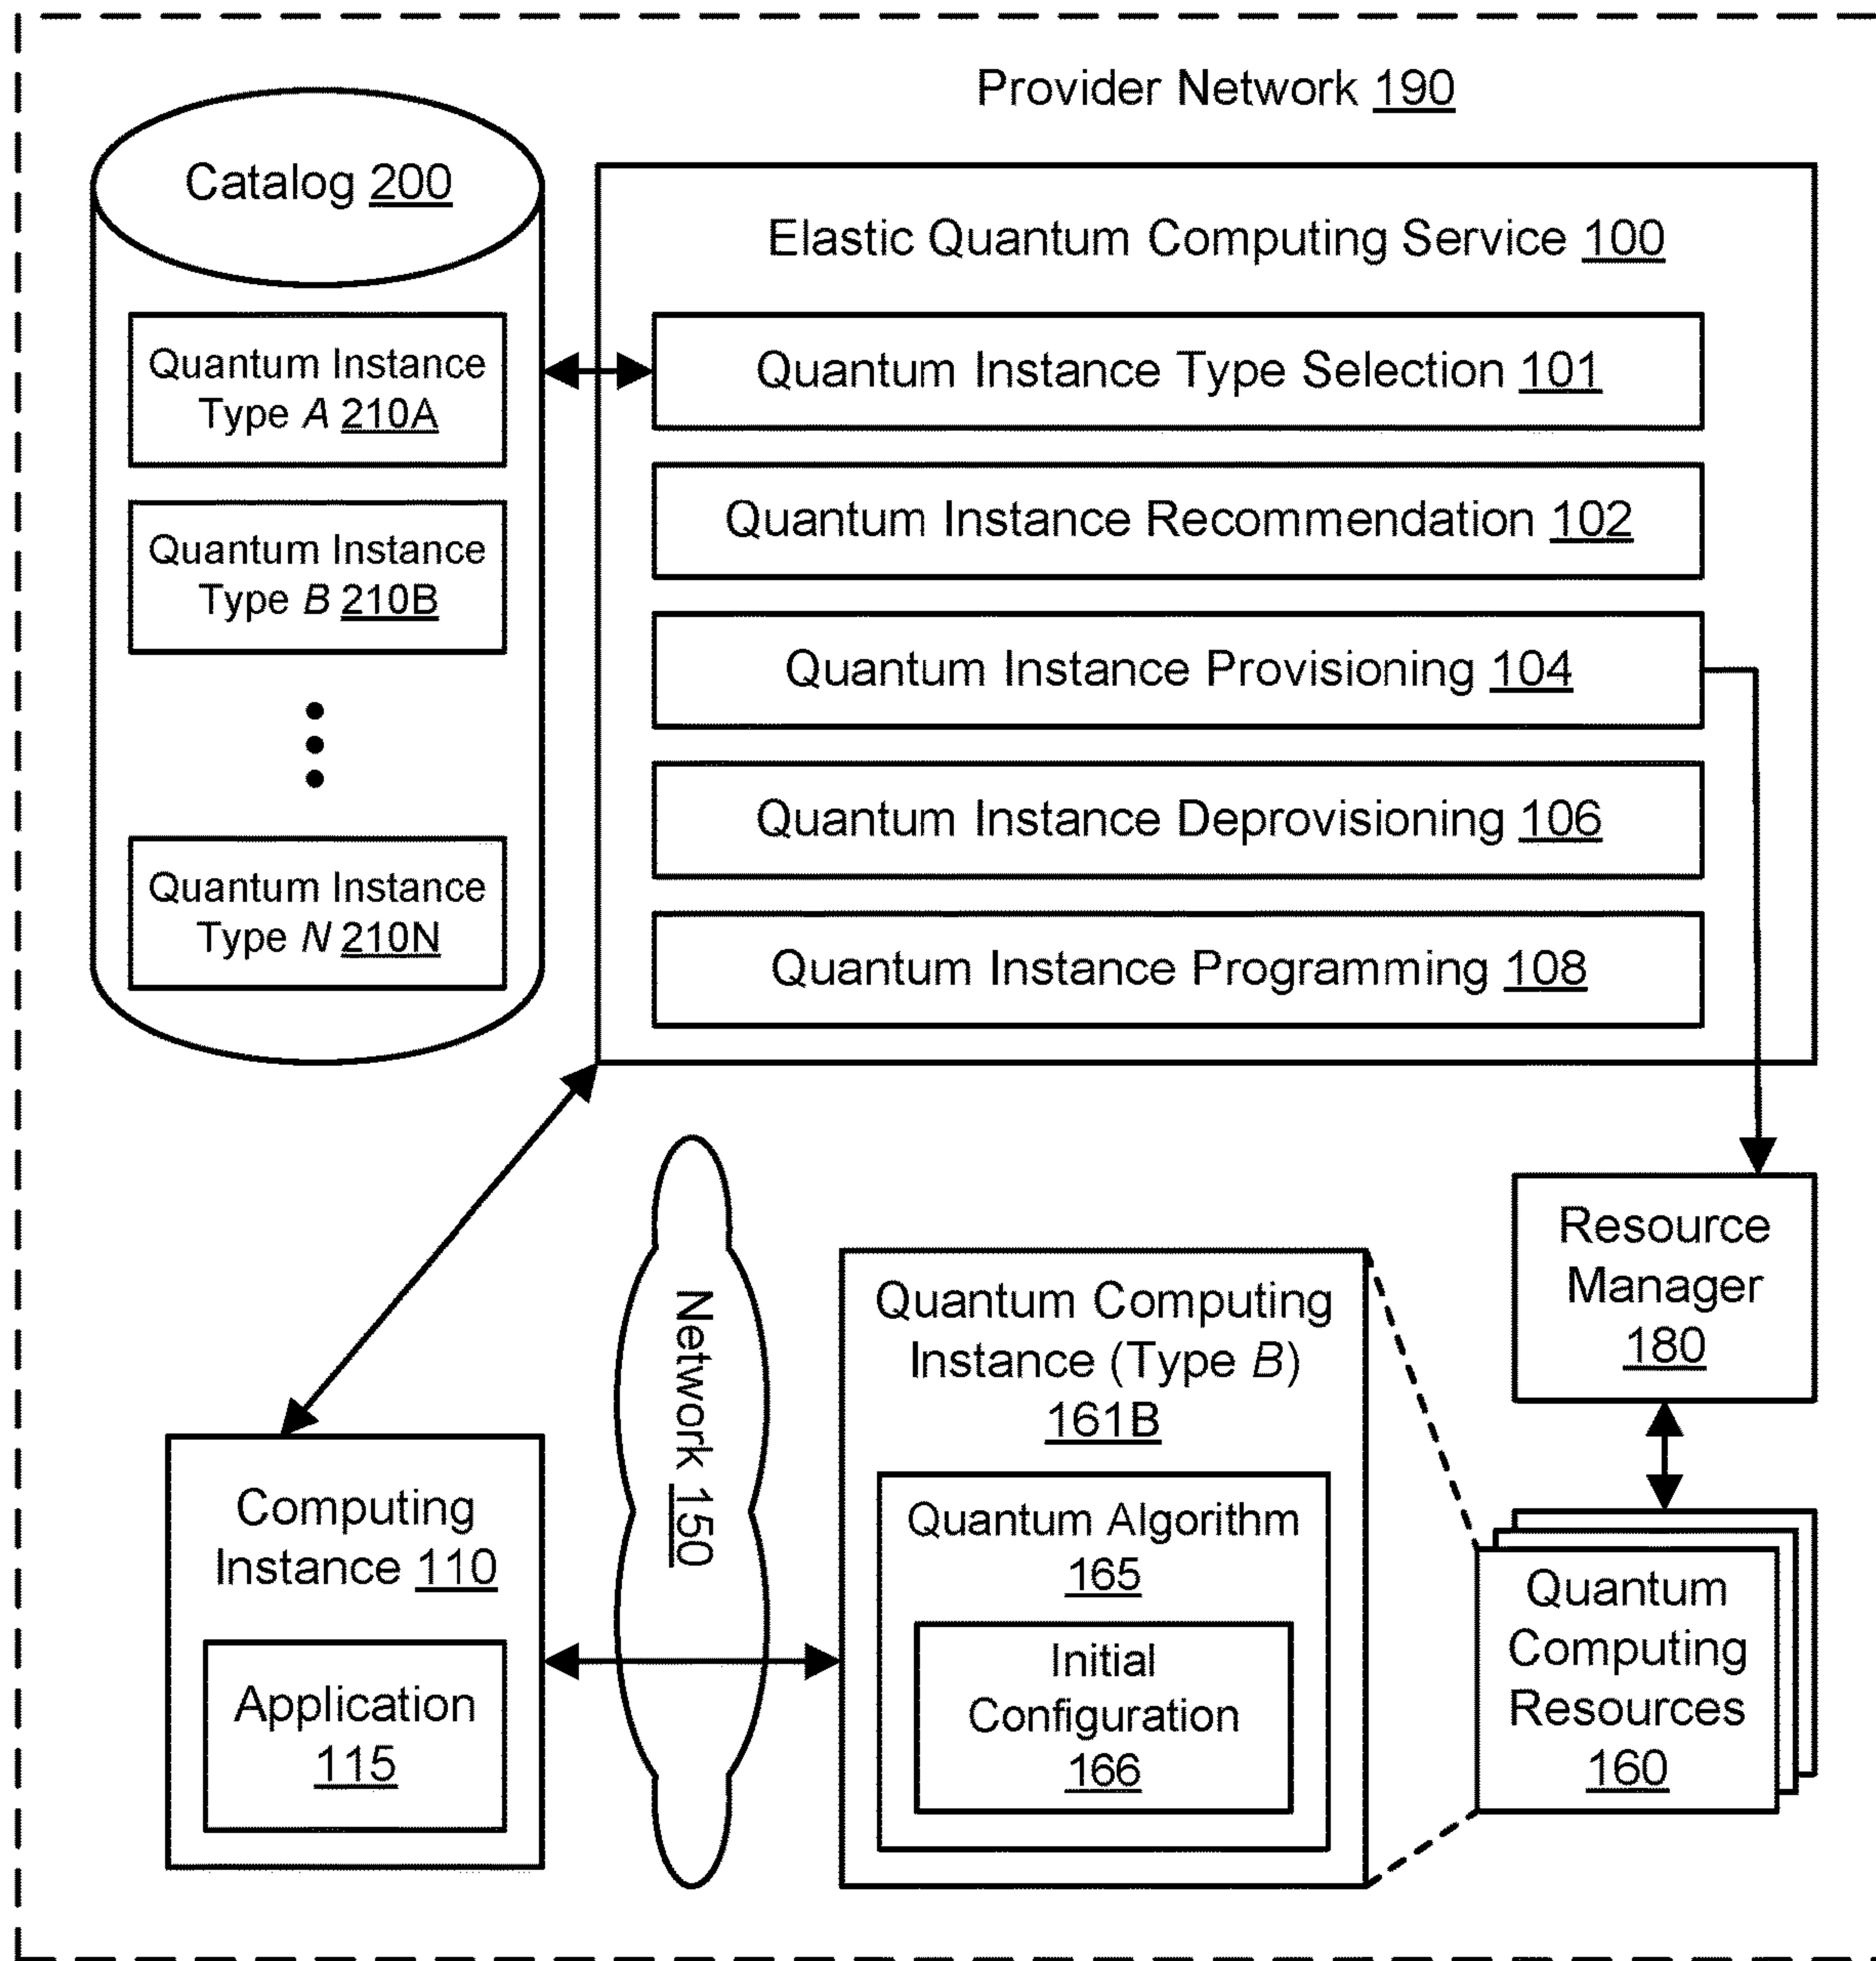 Provider Network 190
Catalog 200
Quantum Instance
Type A 210A
Quantum Instance
Type B 210B
Quantum Instance
Type N 210N
Elastic Quantum Computing Service 100
Quantum Instance Type Selection 101
Quantum Instance Recommendation 102
Quantum Instance Provisioning 104
Quantum Instance Deprovisioning 106
Quantum Instance Programming 108
Computing
Instance 110
Application
115
Network 150
Quantum Computing
Instance (Type B)
161B
Quantum Algorithm
165
Initial
Configuration
166
Resource
Manager
180
Quantum
Computing
Resources
160